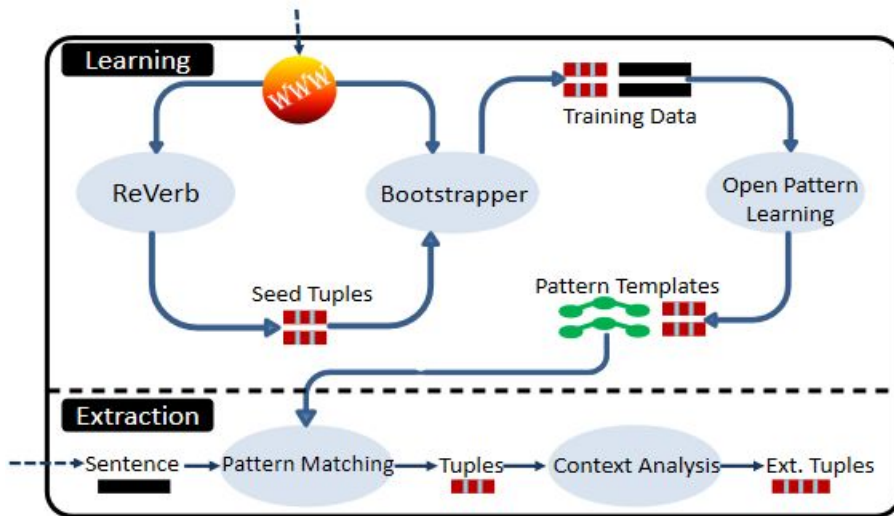 Learning
WWW
Training Data
ReVerb
Bootstrapper
Open Pattern
Learning
Seed Tuples
Pattern Templates
Extraction
Sentence
Pattern Matching
Tuples
Context Analysis
Ext. Tuples